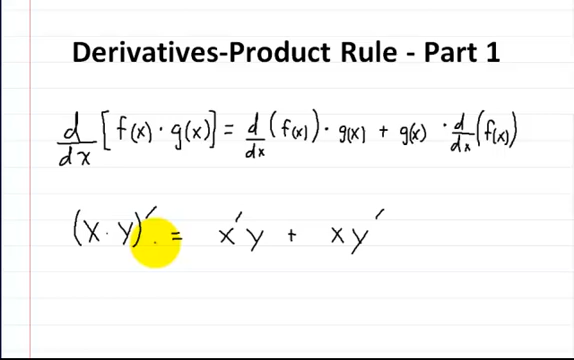 Derivatives-Product Rule - Part 1
d/dx [f(x) · g(x)] = d/dx (f(x)) · g(x) + g(x) · d/dx (f(x))
(x · y)' = x'y + xy'